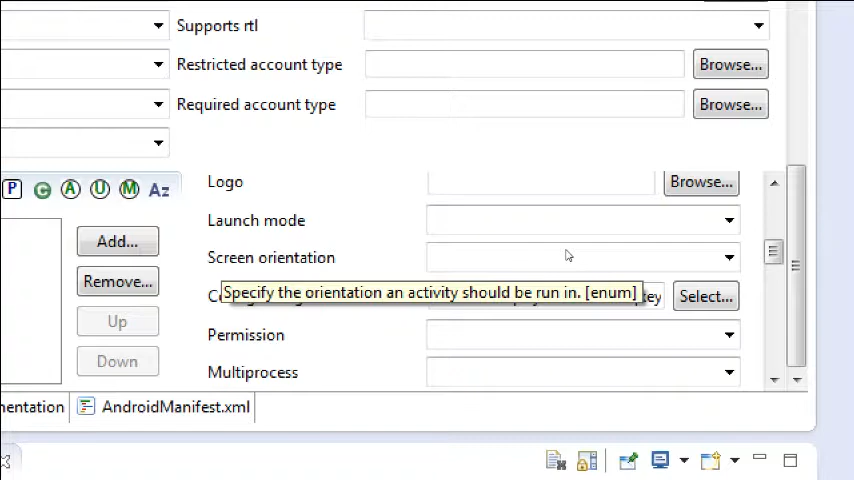 Supports rtl
Restricted account type Browse...
Required account type Browse...
P C A U M Az
Logo Browse...
Launch mode
Add...
Screen orientation
Remove...
Specify the orientation an activity should be run in. [enum]
Select...
Up
Permission
Down
Multiprocess
AndroidManifest.xml